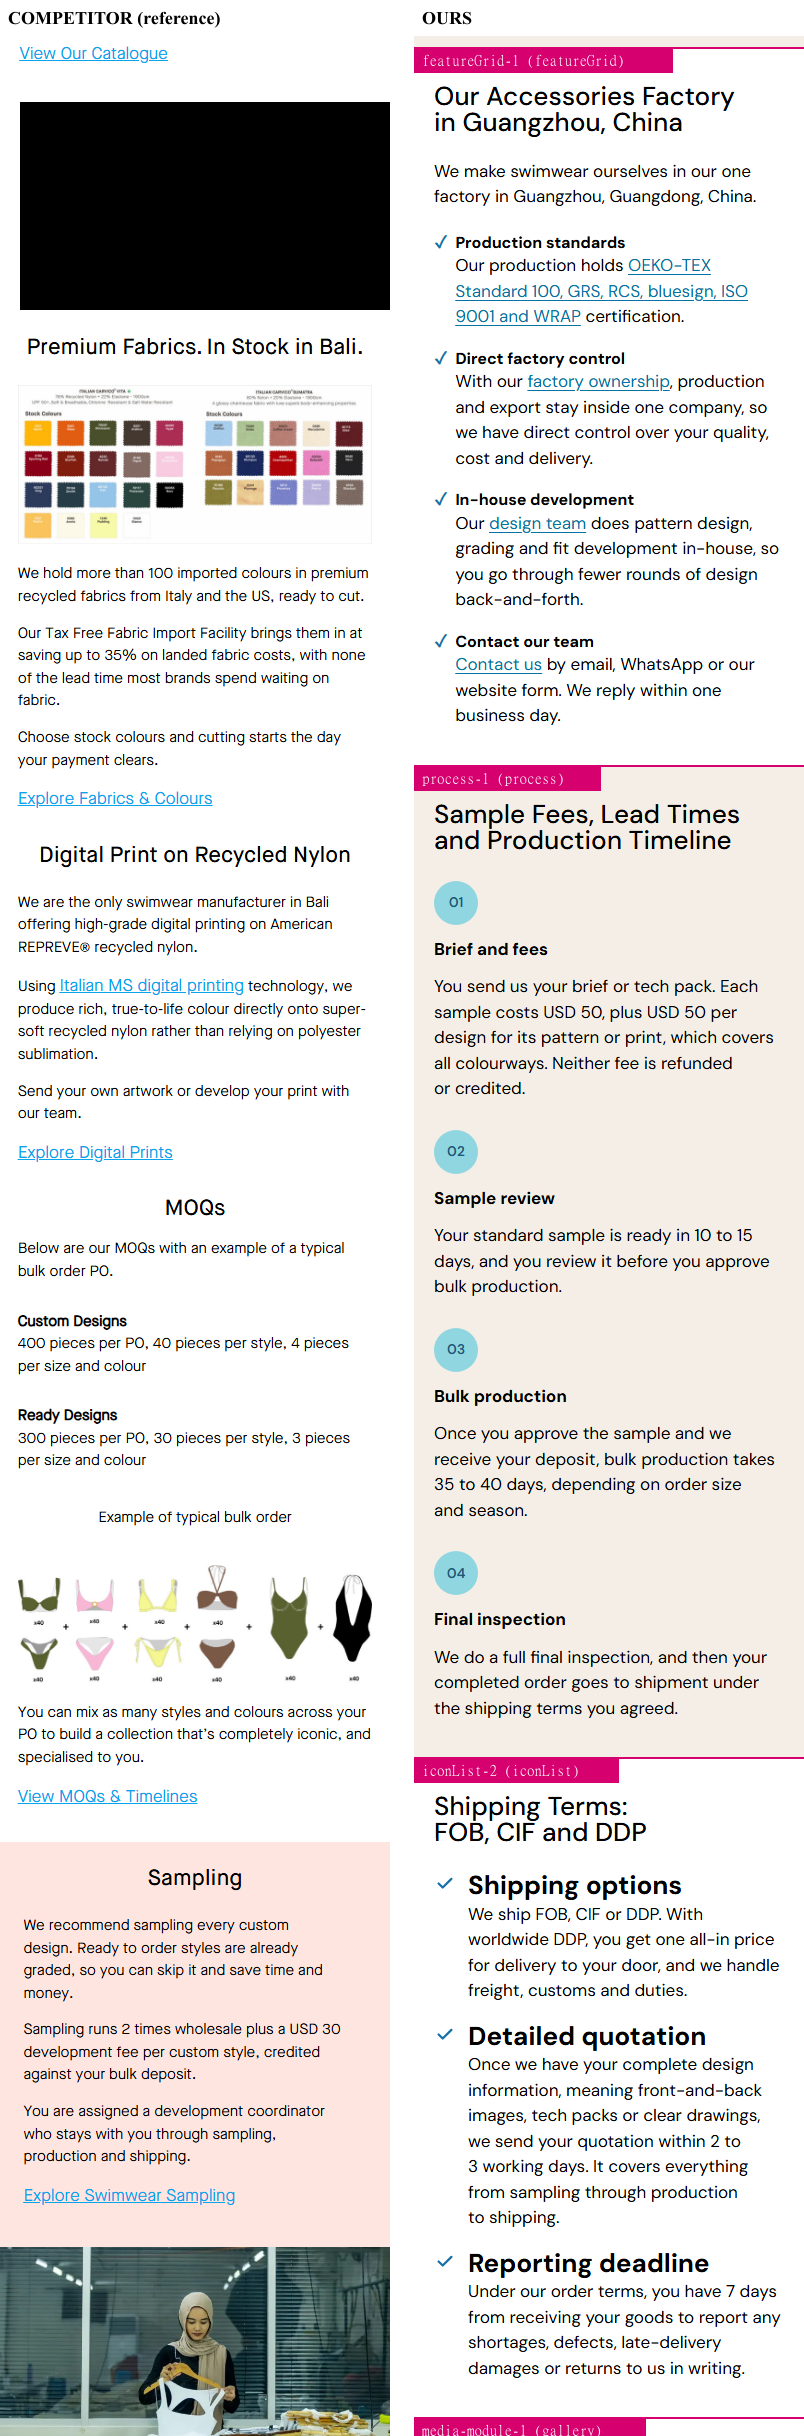 COMPETITOR (reference)
View Our Catalogue
Premium Fabrics. In Stock in Bali.
Stock Colours
Stock Colours
We hold more than 100 imported colours in premium
recycled fabrics from Italy and the US, ready to cut.
Our Tax Free Fabric Import Facility brings them in at
saving up to 35% on landed fabric costs, with none
of the lead time most brands spend waiting on
fabric.
Choose stock colours and cutting starts the day
your payment clears.
Explore Fabrics & Colours
Digital Print on Recycled Nylon
We are the only swimwear manufacturer in Bali
offering high-grade digital printing on American
REPREVE® recycled nylon.
Using Italian MS digital printing technology, we
produce rich, true-to-life colour directly onto super-
soft recycled nylon rather than relying on polyester
sublimation.
Send your own artwork or develop your print with
our team.
Explore Digital Prints
MOQs
Below are our MOQs with an example of a typical
bulk order PO.
Custom Designs
400 pieces per PO, 40 pieces per style, 4 pieces
per size and colour
Ready Designs
300 pieces per PO, 30 pieces per style, 3 pieces
per size and colour
Example of typical bulk order
x40 + x40 + x40 + x40 + +
x40 x40 x40 x40 x40 x40
You can mix as many styles and colours across your
PO to build a collection that's completely iconic, and
specialised to you.
View MOQs & Timelines
Sampling
We recommend sampling every custom
design. Ready to order styles are already
graded, so you can skip it and save time and
money.
Sampling runs 2 times wholesale plus a USD 30
development fee per custom style, credited
against your bulk deposit.
You are assigned a development coordinator
who stays with you through sampling,
production and shipping.
Explore Swimwear Sampling
OURS
featureGrid-1 (featureGrid)
Our Accessories Factory
in Guangzhou, China
We make swimwear ourselves in our one
factory in Guangzhou, Guangdong, China.
✓ Production standards
Our production holds OEKO-TEX
Standard 100, GRS, RCS, bluesign, ISO
9001 and WRAP certification.
✓ Direct factory control
With our factory ownership, production
and export stay inside one company, so
we have direct control over your quality,
cost and delivery.
✓ In-house development
Our design team does pattern design,
grading and fit development in-house, so
you go through fewer rounds of design
back-and-forth.
✓ Contact our team
Contact us by email, WhatsApp or our
website form. We reply within one
business day.
process-1 (process)
Sample Fees, Lead Times
and Production Timeline
01
Brief and fees
You send us your brief or tech pack. Each
sample costs USD 50, plus USD 50 per
design for its pattern or print, which covers
all colourways. Neither fee is refunded
or credited.
02
Sample review
Your standard sample is ready in 10 to 15
days, and you review it before you approve
bulk production.
03
Bulk production
Once you approve the sample and we
receive your deposit, bulk production takes
35 to 40 days, depending on order size
and season.
04
Final inspection
We do a full final inspection, and then your
completed order goes to shipment under
the shipping terms you agreed.
iconList-2 (iconList)
Shipping Terms:
FOB, CIF and DDP
✓ Shipping options
We ship FOB, CIF or DDP. With
worldwide DDP, you get one all-in price
for delivery to your door, and we handle
freight, customs and duties.
✓ Detailed quotation
Once we have your complete design
information, meaning front-and-back
images, tech packs or clear drawings,
we send your quotation within 2 to
3 working days. It covers everything
from sampling through production
to shipping.
✓ Reporting deadline
Under our order terms, you have 7 days
from receiving your goods to report any
shortages, defects, late-delivery
damages or returns to us in writing.
media-module-1 (gallery)